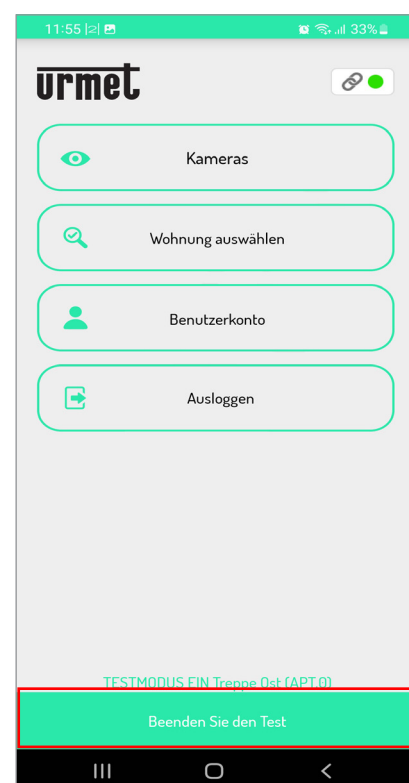 11:55 |2|
33%
urmet
Kameras
Wohnung auswählen
Benutzerkonto
Ausloggen
TESTMODUS EIN Treppe Ost (APT.0)
Beenden Sie den Test